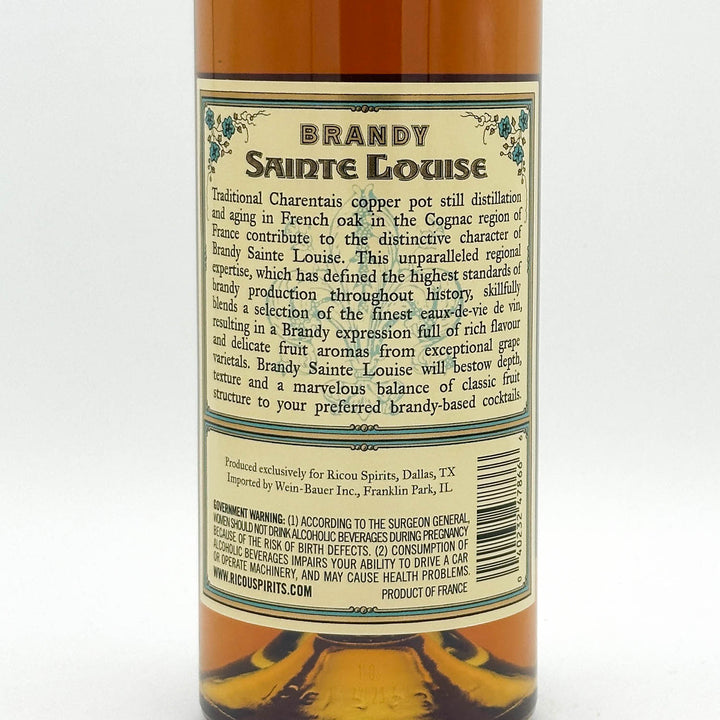 BRANDY
SAINTE LOUISE
Traditional Charentais copper pot still distillation
and aging in French oak in the Cognac region of
France contribute to the distinctive character of
Brandy Sainte Louise. This unparalleled regional
expertise, which has defined the highest standards of
brandy production throughout history, skillfully
blends a selection of the finest eaux-de-vie de vin,
resulting in a Brandy expression full of rich flavour
and delicate fruit aromas from exceptional grape
varietals. Brandy Sainte Louise will bestow depth,
texture and a marvelous balance of classic fruit
structure to your preferred brandy-based cocktails.
Produced exclusively for Ricou Spirits, Dallas, TX
Imported by Wein-Bauer Inc., Franklin Park, IL
GOVERNMENT WARNING: (1) ACCORDING TO THE SURGEON GENERAL,
WOMEN SHOULD NOT DRINK ALCOHOLIC BEVERAGES DURING PREGNANCY
BECAUSE OF THE RISK OF BIRTH DEFECTS. (2) CONSUMPTION OF
ALCOHOLIC BEVERAGES IMPAIRS YOUR ABILITY TO DRIVE A CAR
OR OPERATE MACHINERY, AND MAY CAUSE HEALTH PROBLEMS.
WWW.RICOUSPIRITS.COM PRODUCT OF FRANCE
0 40232 47866 6